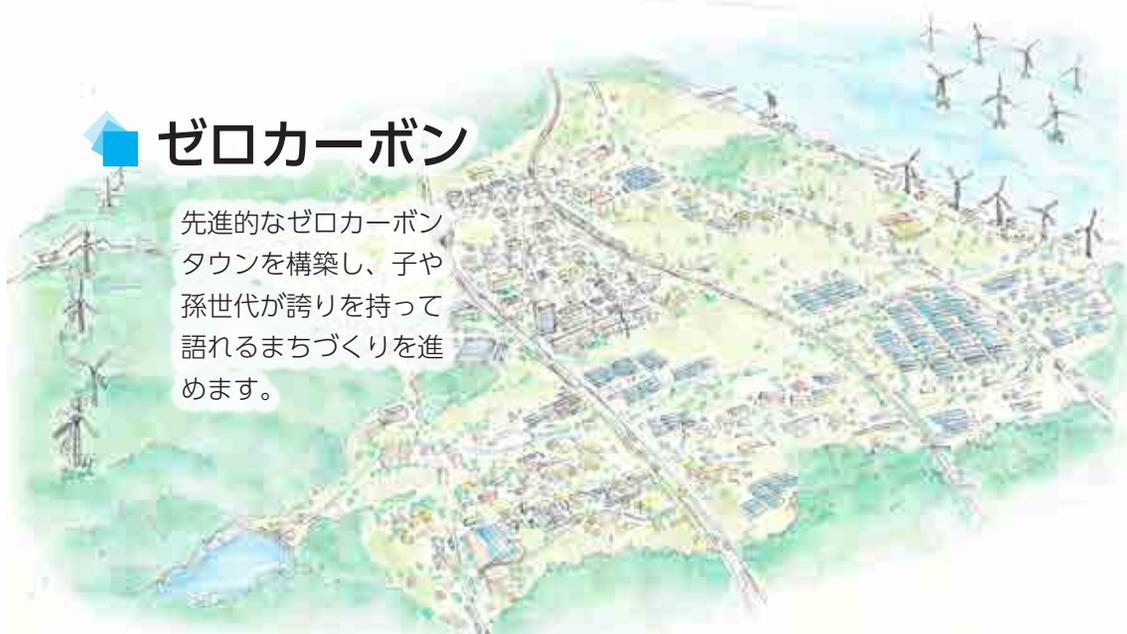 ゼロカーボン
先進的なゼロカーボン
タウンを構築し、子や
孫世代が誇りを持って
語れるまちづくりを進
めます。